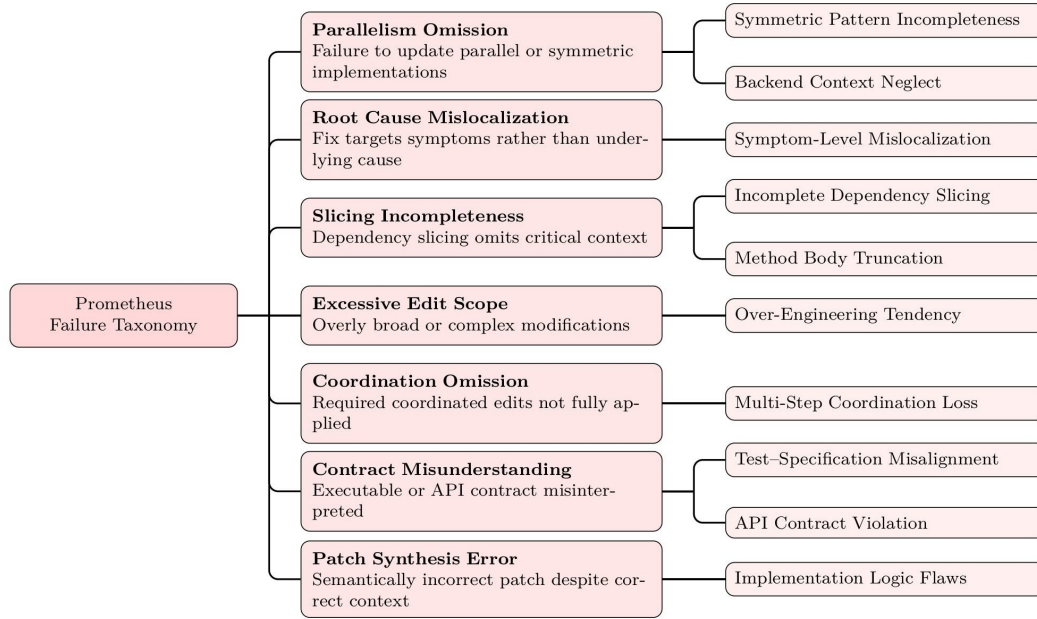 Prometheus
Failure Taxonomy
Parallelism Omission
Failure to update parallel or symmetric
implementations
Symmetric Pattern Incompleteness
Backend Context Neglect
Root Cause Mislocalization
Fix targets symptoms rather than under-
lying cause
Symptom-Level Mislocalization
Slicing Incompleteness
Dependency slicing omits critical context
Incomplete Dependency Slicing
Method Body Truncation
Excessive Edit Scope
Overly broad or complex modifications
Over-Engineering Tendency
Coordination Omission
Required coordinated edits not fully ap-
plied
Multi-Step Coordination Loss
Contract Misunderstanding
Executable or API contract misinter-
preted
Test–Specification Misalignment
API Contract Violation
Patch Synthesis Error
Semantically incorrect patch despite cor-
rect context
Implementation Logic Flaws